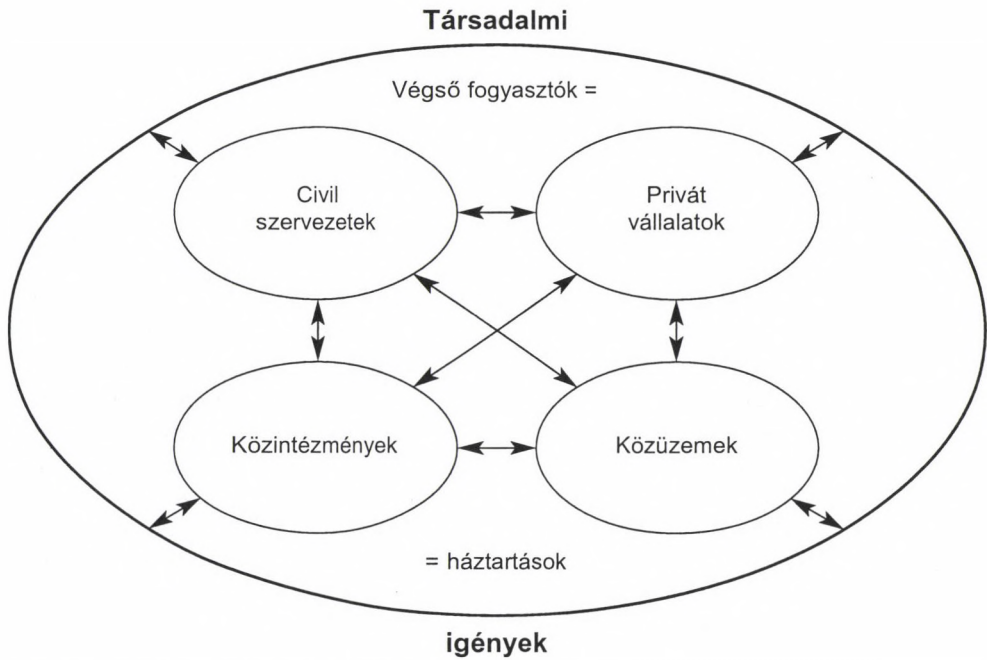 Társadalmi
Végső fogyasztók =
Civil
szervezetek
Privát
vállalatok
Közintézmények
Közüzemek
= háztartások
igények